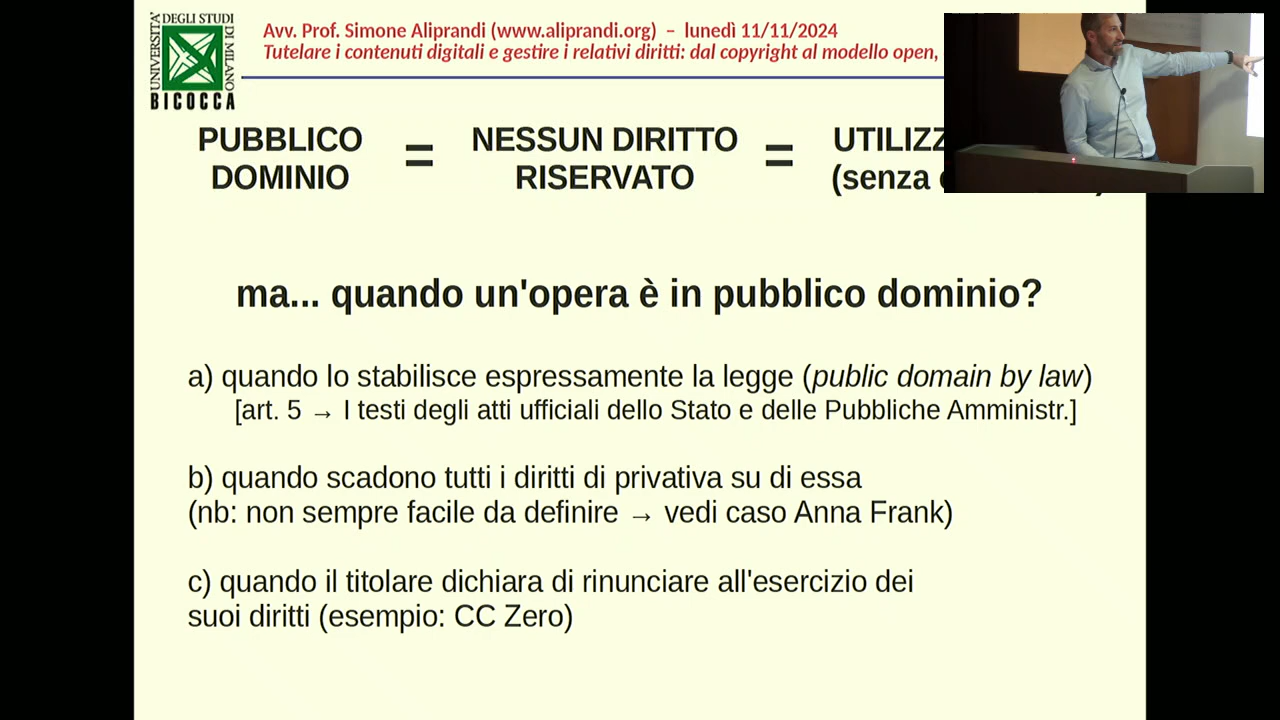 UNIVERSITA' DEGLI STUDI DI MILANO
BICOCCA
Avv. Prof. Simone Aliprandi (www.aliprandi.org) – lunedì 11/11/2024
Tutelare i contenuti digitali e gestire i relativi diritti: dal copyright al modello open,
PUBBLICO = NESSUN DIRITTO =
DOMINIO RISERVATO (senza
ma... quando un'opera è in pubblico dominio?
a) quando lo stabilisce espressamente la legge (public domain by law)
[art. 5 → I testi degli atti ufficiali dello Stato e delle Pubbliche Amministr.]
b) quando scadono tutti i diritti di privativa su di essa
(nb: non sempre facile da definire → vedi caso Anna Frank)
c) quando il titolare dichiara di rinunciare all'esercizio dei
suoi diritti (esempio: CC Zero)